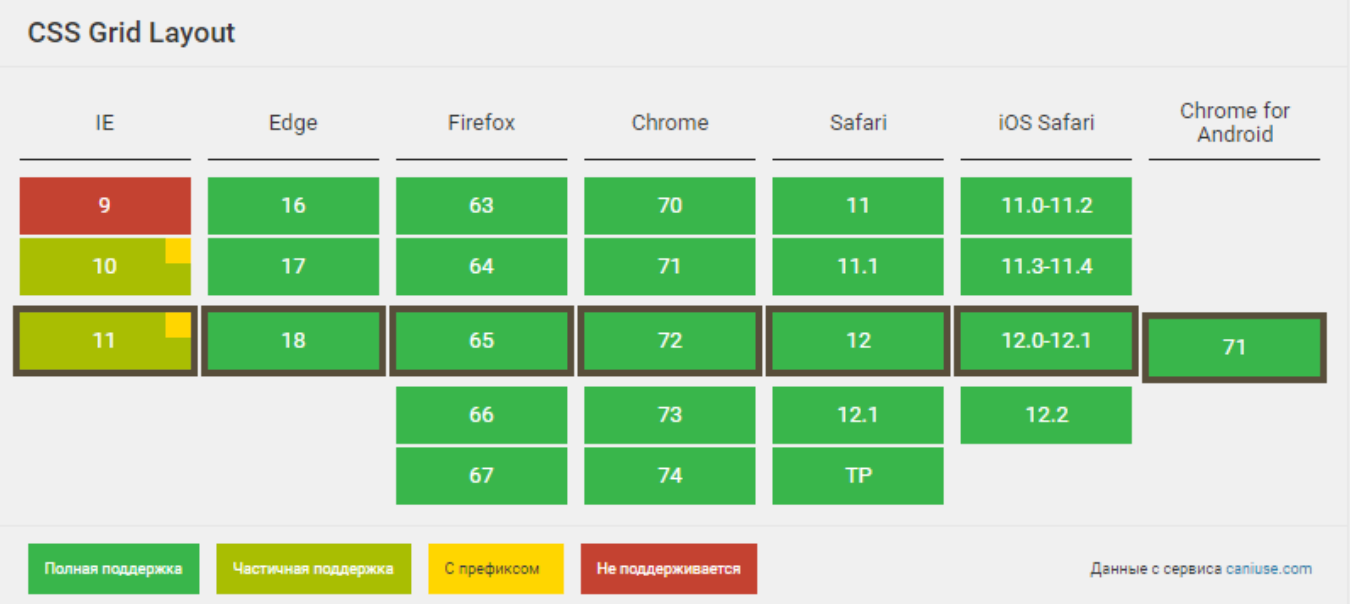 CSS Grid Layout
IE Edge Firefox Chrome Safari iOS Safari Chrome for
Android
9 16 63 70 11 11.0-11.2
10 17 64 71 11.1 11.3-11.4
11 18 65 72 12 12.0-12.1 71
66 73 12.1 12.2
67 74 TP
Полная поддержка Частичная поддержка С префиксом Не поддерживается Данные с сервиса caniuse.com